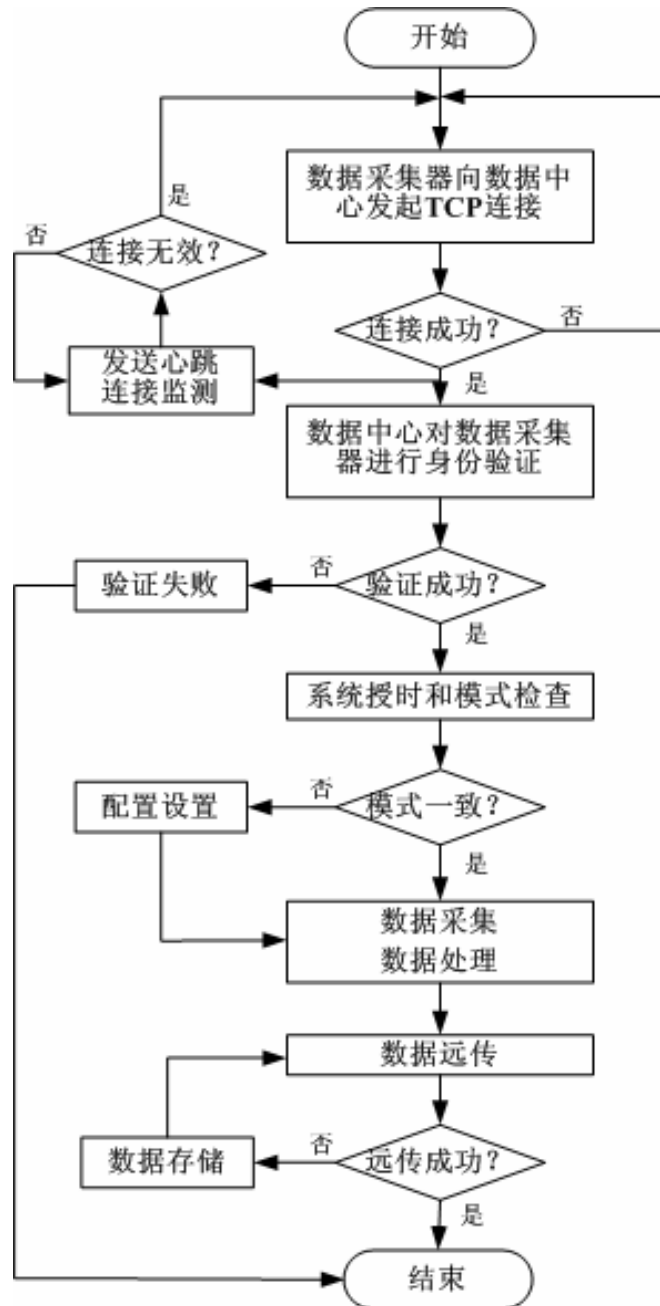 开始
数据采集器向数据中
心发起TCP连接
是
否
连接无效?
连接成功?
否
发送心跳
连接监测
是
数据中心对数据采集
器进行身份验证
验证失败
否
验证成功?
是
系统授时和模式检查
配置设置
否
模式一致?
是
数据采集
数据处理
数据远传
数据存储
否
远传成功?
是
结束